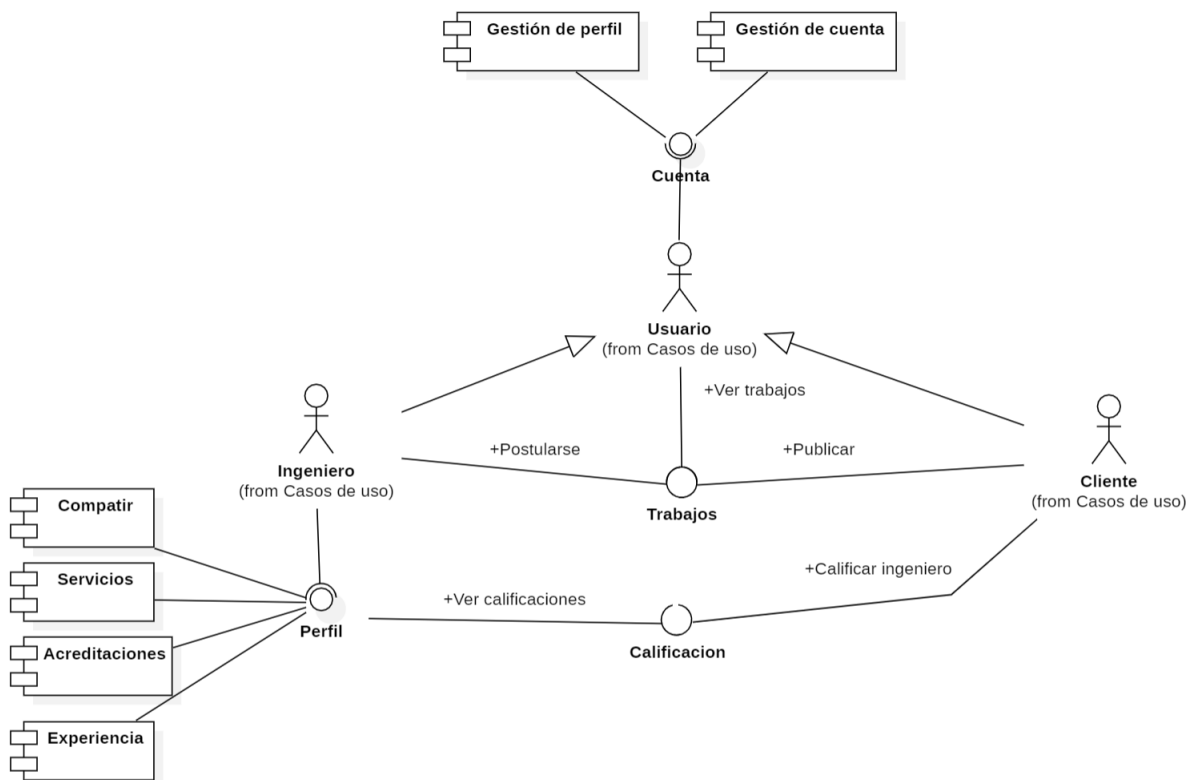 Gestión de perfil
Gestión de cuenta
Cuenta
Usuario
(from Casos de uso)
+Ver trabajos
+Postularse
+Publicar
Ingeniero
(from Casos de uso)
Cliente
(from Casos de uso)
Trabajos
Compatir
Servicios
Acreditaciones
Experiencia
Perfil
+Ver calificaciones
+Calificar ingeniero
Calificacion